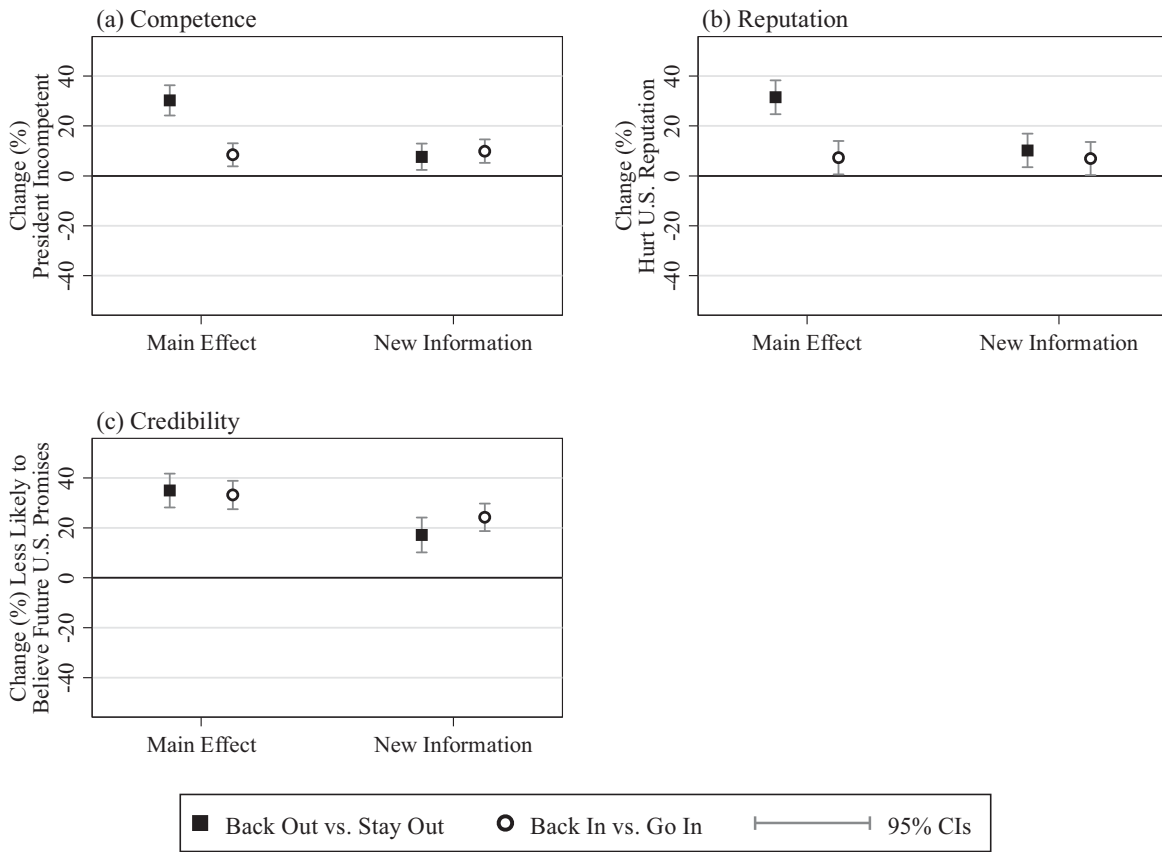 (a) Competence
Change (%)
President Incompetent
40
20
0
-20
-40
Main Effect
New Information
(b) Reputation
Change (%)
Hurt U.S. Reputation
40
20
0
-20
-40
Main Effect
New Information
(c) Credibility
Change (%) Less Likely to
Believe Future U.S. Promises
40
20
0
-20
-40
Main Effect
New Information
Back Out vs. Stay Out
Back In vs. Go In
95% CIs